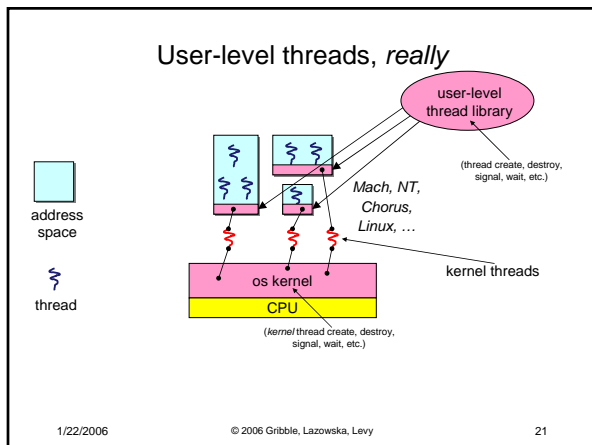 User-level threads, really
user-level
thread library
(thread create, destroy,
signal, wait, etc.)
address
space
thread
Mach, NT,
Chorus,
Linux, …
kernel threads
os kernel
CPU
(kernel thread create, destroy,
signal, wait, etc.)
1/22/2006
© 2006 Gribble, Lazowska, Levy
21